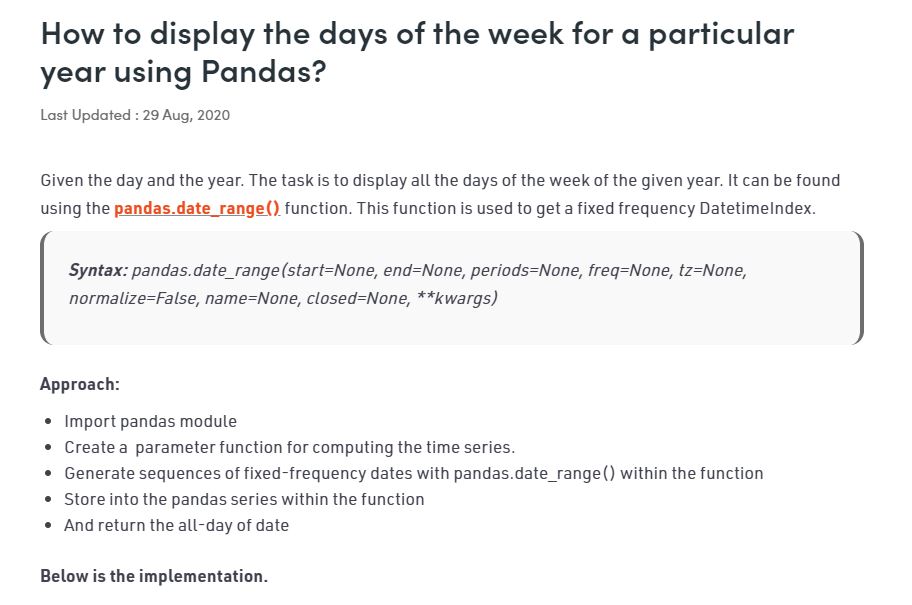 How to display the days of the week for a particular
year using Pandas?
Last Updated : 29 Aug, 2020
Given the day and the year. The task is to display all the days of the week of the given year. It can be found
using the pandas.date_range() function. This function is used to get a fixed frequency DatetimeIndex.
Syntax: pandas.date_range(start=None, end=None, periods=None, freq=None, tz=None,
normalize=False, name=None, closed=None, **kwargs)
Approach:
• Import pandas module
• Create a  parameter function for computing the time series.
• Generate sequences of fixed-frequency dates with pandas.date_range() within the function
• Store into the pandas series within the function
• And return the all-day of date
Below is the implementation.